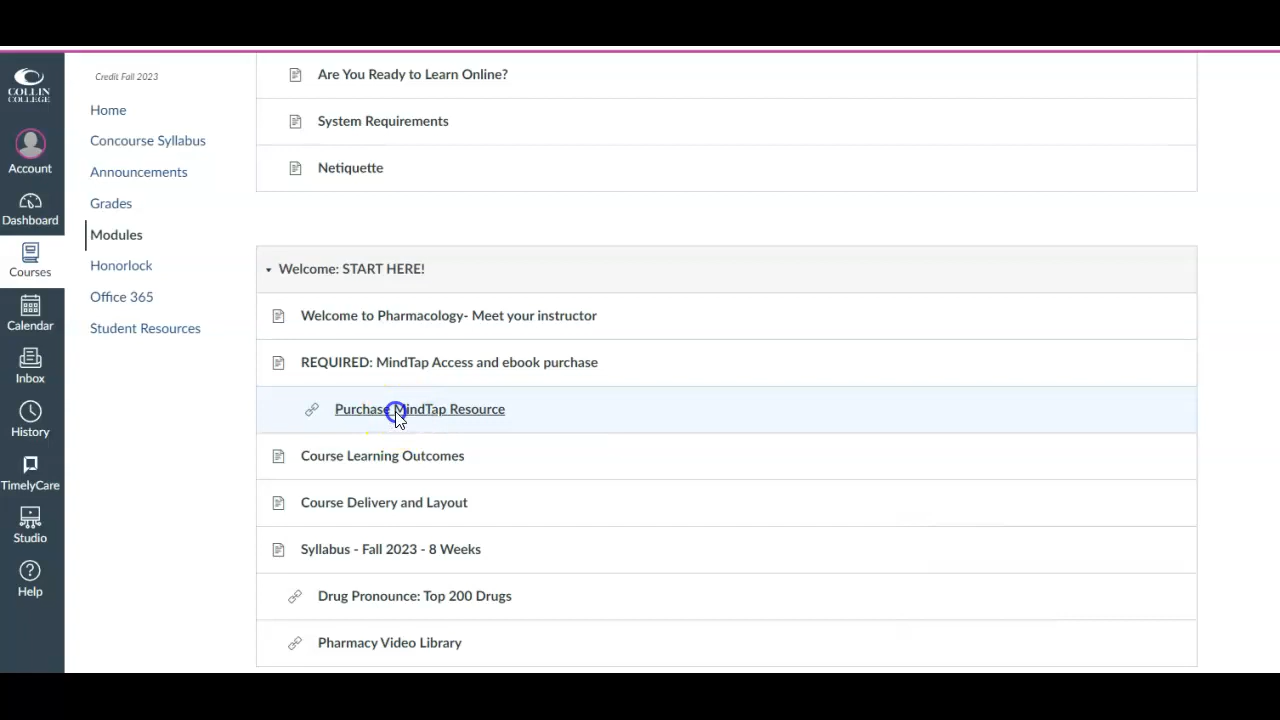 COLLIN
COLLEGE
Account
Dashboard
Courses
Calendar
Inbox
History
TimelyCare
Studio
Help
Credit Fall 2023
Home
Concourse Syllabus
Announcements
Grades
Modules
Honorlock
Office 365
Student Resources
Are You Ready to Learn Online?
System Requirements
Netiquette
Welcome: START HERE!
Welcome to Pharmacology- Meet your instructor
REQUIRED: MindTap Access and ebook purchase
Purchase MindTap Resource
Course Learning Outcomes
Course Delivery and Layout
Syllabus - Fall 2023 - 8 Weeks
Drug Pronounce: Top 200 Drugs
Pharmacy Video Library